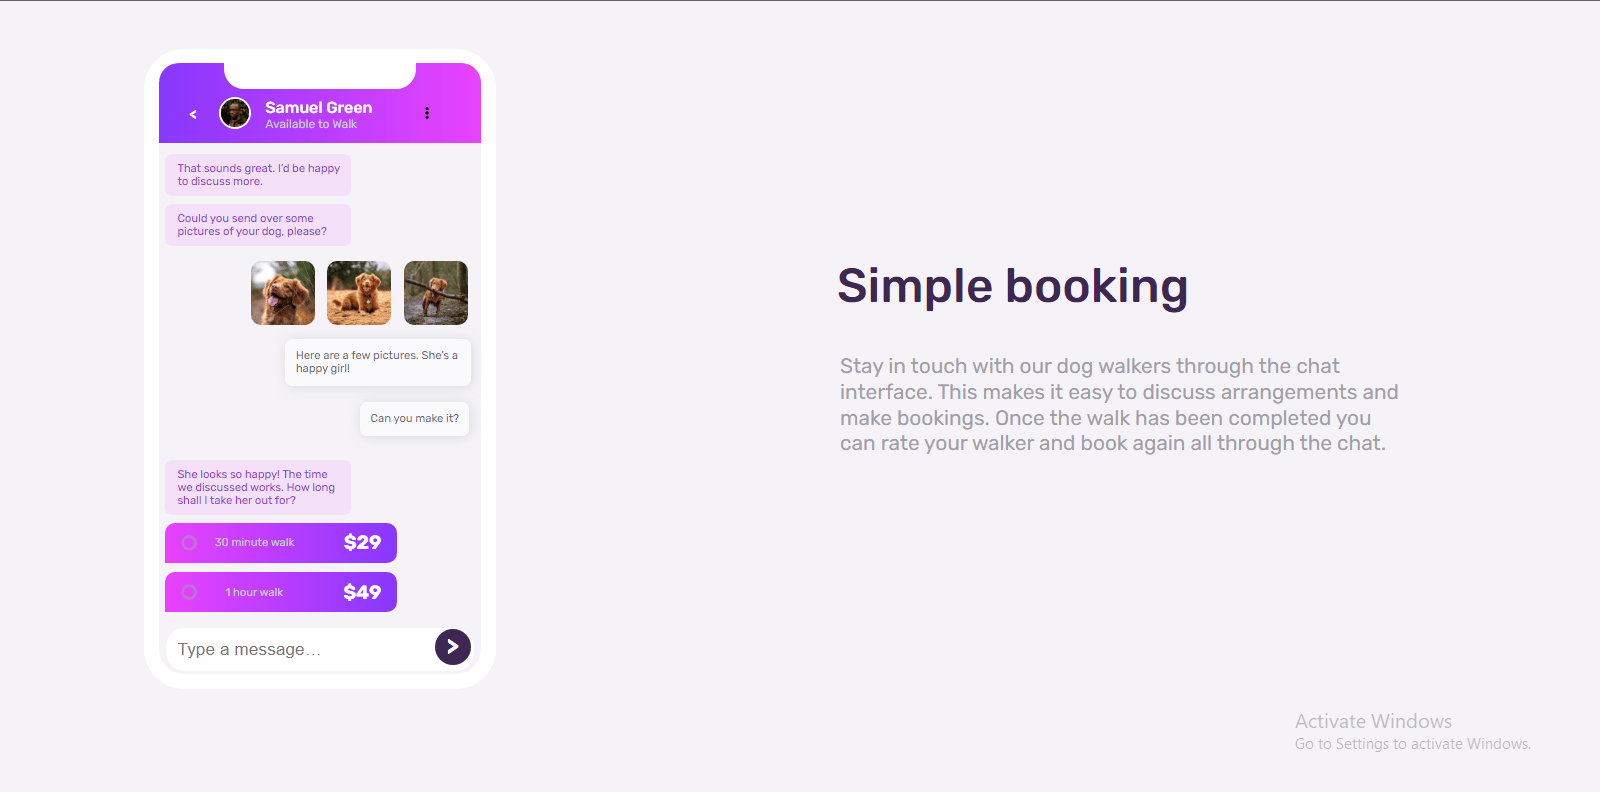 <
Samuel Green
Available to Walk
That sounds great. I'd be happy
to discuss more.
Could you send over some
pictures of your dog, please?
Here are a few pictures. She's a
happy girl!
Can you make it?
She looks so happy! The time
we discussed works. How long
shall I take her out for?
30 minute walk $29
1 hour walk $49
Type a message… >
Simple booking
Stay in touch with our dog walkers through the chat
interface. This makes it easy to discuss arrangements and
make bookings. Once the walk has been completed you
can rate your walker and book again all through the chat.
Activate Windows
Go to Settings to activate Windows.